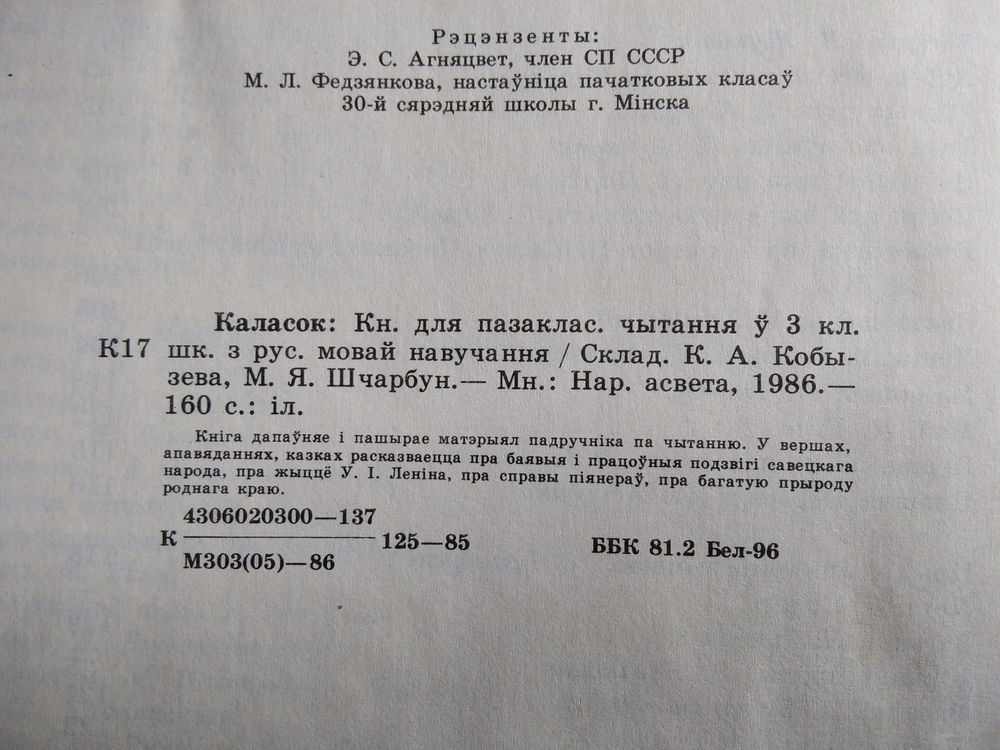 Рэцэнзенты:
Э. С. Агняцвет, член СП СССР
М. Л. Федзянкова, настаўніца пачатковых класаў
30-й сярэдняй школы г. Мінска
Каласок: Кн. для пазаклас. чытання ў 3 кл.
К17 шк. з рус. мовай навучання / Склад. К. А. Кобы-
зева, М. Я. Шчарбун.— Мн.: Нар. асвета, 1986.—
160 с.: іл.
Кніга дапаўняе і пашырае матэрыял падручніка па чытанню. У вершах,
апавяданнях, казках расказваецца пра баявыя і працоўныя подзвігі савецкага
народа, пра жыццё У. І. Леніна, пра справы піянераў, пра багатую прыроду
роднага краю.
4306020300—137
К 125—85
М303(05)—86
ББК 81.2 Бел-96